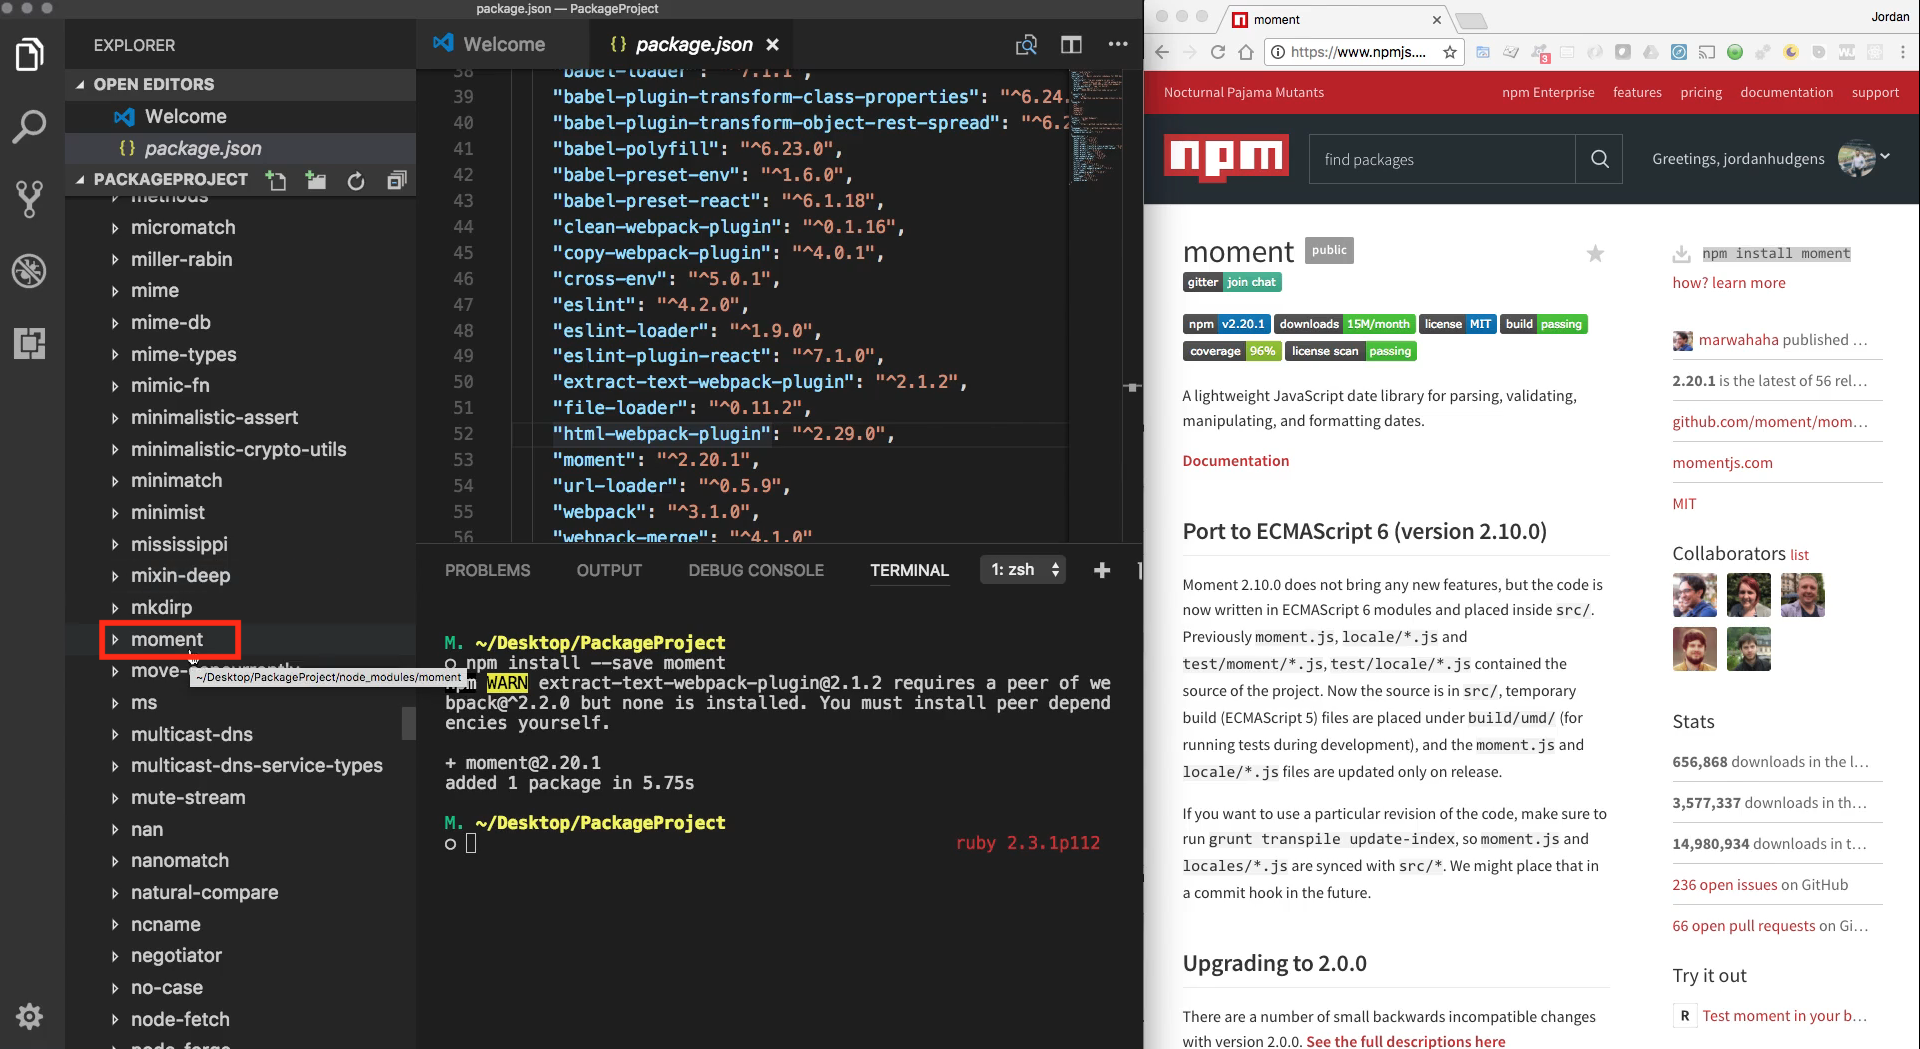 package.json — PackageProject
EXPLORER
OPEN EDITORS
Welcome
{} package.json
PACKAGEPROJECT
methods
micromatch
miller-rabin
mime
mime-db
mime-types
mimic-fn
minimalistic-assert
minimalistic-crypto-utils
minimatch
minimist
mississippi
mixin-deep
mkdirp
moment
move-concurrently
~/Desktop/PackageProject/node_modules/moment
ms
multicast-dns
multicast-dns-service-types
mute-stream
nan
nanomatch
natural-compare
ncname
negotiator
no-case
node-fetch
node-forge
Welcome
{} package.json ×
38 "babel-loader": "^7.1.1",
39 "babel-plugin-transform-class-properties": "^6.24.
40 "babel-plugin-transform-object-rest-spread": "^6.2
41 "babel-polyfill": "^6.23.0",
42 "babel-preset-env": "^1.6.0",
43 "babel-preset-react": "^6.1.18",
44 "clean-webpack-plugin": "^0.1.16",
45 "copy-webpack-plugin": "^4.0.1",
46 "cross-env": "^5.0.1",
47 "eslint": "^4.2.0",
48 "eslint-loader": "^1.9.0",
49 "eslint-plugin-react": "^7.1.0",
50 "extract-text-webpack-plugin": "^2.1.2",
51 "file-loader": "^0.11.2",
52 "html-webpack-plugin": "^2.29.0",
53 "moment": "^2.20.1",
54 "url-loader": "^0.5.9",
55 "webpack": "^3.1.0",
56 "webpack-merge": "^4.1.0"
PROBLEMS OUTPUT DEBUG CONSOLE TERMINAL 1: zsh
M. ~/Desktop/PackageProject
○ npm install --save moment
npm WARN extract-text-webpack-plugin@2.1.2 requires a peer of we
bpack@^2.2.0 but none is installed. You must install peer depend
encies yourself.
+ moment@2.20.1
added 1 package in 5.75s
M. ~/Desktop/PackageProject
○ ruby 2.3.1p112
moment ×
Jordan
https://www.npmjs....
3
Nocturnal Pajama Mutants npm Enterprise features pricing documentation support
npm
find packages
Greetings, jordanhudgens
moment public
gitter join chat
npm v2.20.1 downloads 15M/month license MIT build passing
coverage 96% license scan passing
A lightweight JavaScript date library for parsing, validating,
manipulating, and formatting dates.
Documentation
Port to ECMAScript 6 (version 2.10.0)
Moment 2.10.0 does not bring any new features, but the code is
now written in ECMAScript 6 modules and placed inside src/.
Previously moment.js, locale/*.js and
test/moment/*.js, test/locale/*.js contained the
source of the project. Now the source is in src/, temporary
build (ECMAScript 5) files are placed under build/umd/ (for
running tests during development), and the moment.js and
locale/*.js files are updated only on release.
If you want to use a particular revision of the code, make sure to
run grunt transpile update-index, so moment.js and
locales/*.js are synced with src/*. We might place that in
a commit hook in the future.
Upgrading to 2.0.0
There are a number of small backwards incompatible changes
with version 2.0.0. See the full descriptions here
npm install moment
how? learn more
marwahaha published ...
2.20.1 is the latest of 56 rel...
github.com/moment/mom...
momentjs.com
MIT
Collaborators list
Stats
656,868 downloads in the l...
3,577,337 downloads in th...
14,980,934 downloads in t...
236 open issues on GitHub
66 open pull requests on Gi...
Try it out
R Test moment in your b...